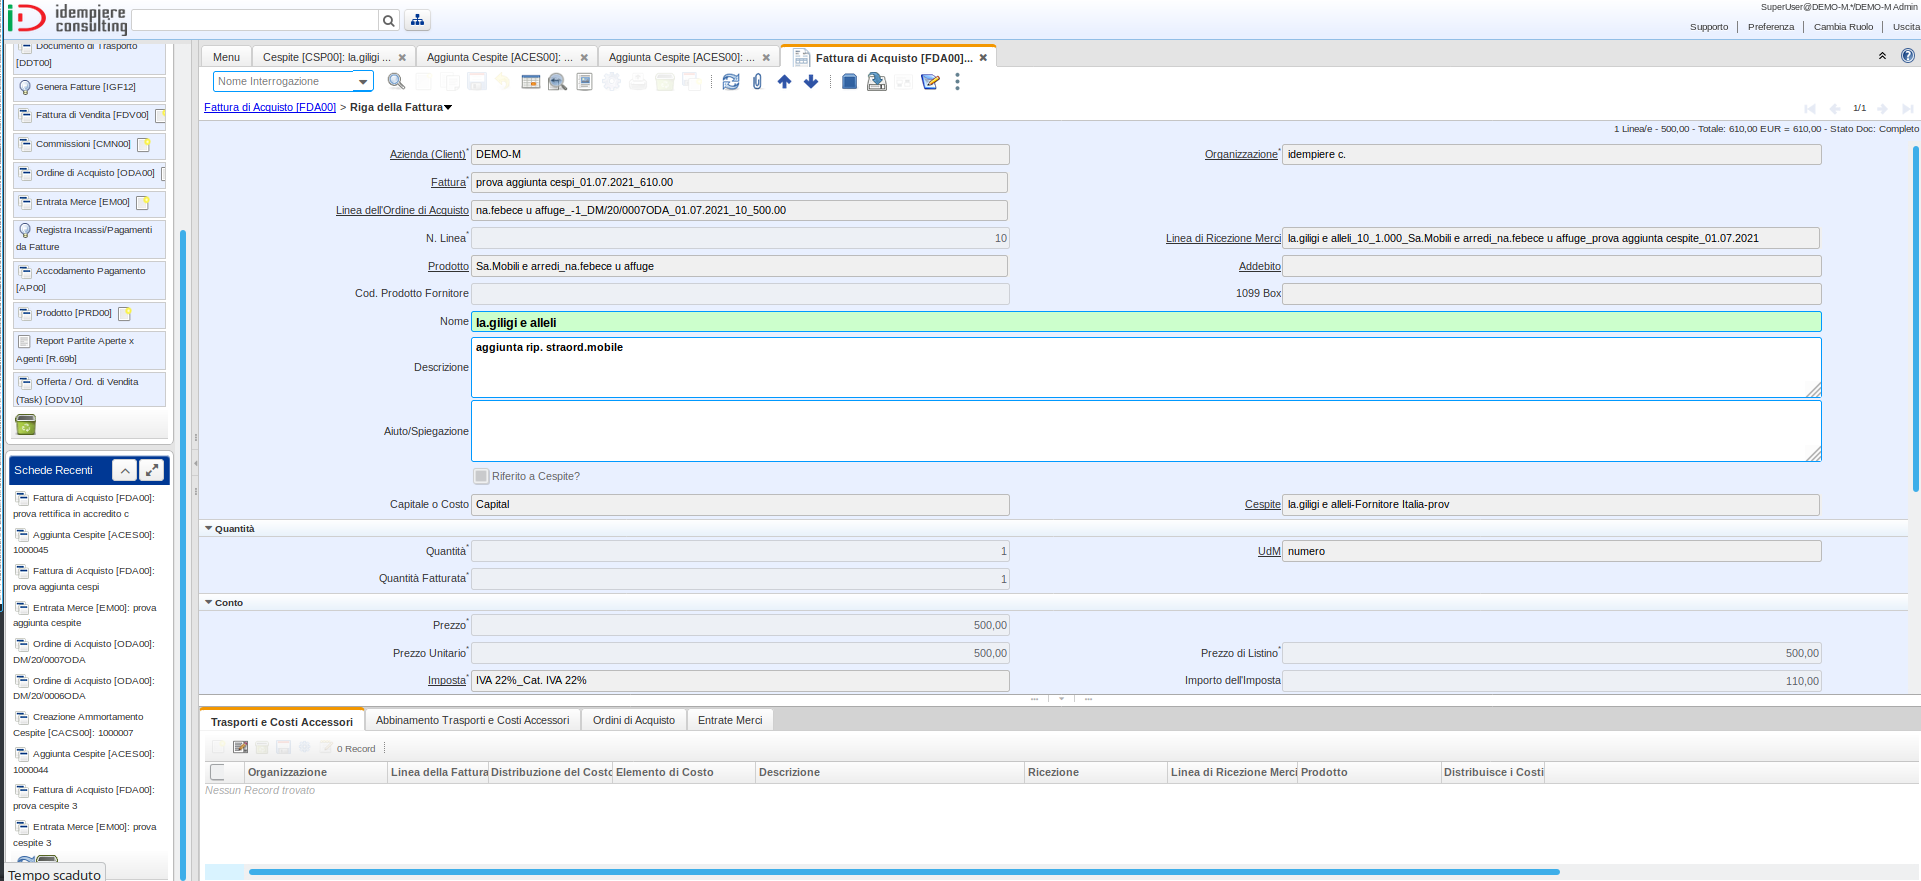 idempiere
consulting
SuperUser@DEMO-M.*/DEMO-M Admin
Supporto
Preferenza
Cambia Ruolo
Uscita
Documento di Trasporto
[DDT00]
Genera Fatture [IGF12]
Fattura di Vendita [FDV00]
Commissioni [CMN00]
Ordine di Acquisto [ODA00]
Entrata Merce [EM00]
Registra Incassi/Pagamenti
da Fatture
Accodamento Pagamento
[AP00]
Prodotto [PRD00]
Report Partite Aperte x
Agenti [R.69b]
Offerta / Ord. di Vendita
(Task) [ODV10]
Schede Recenti
Fattura di Acquisto [FDA00]:
prova rettifica in accredito c
Aggiunta Cespite [ACES00]:
1000045
Fattura di Acquisto [FDA00]:
prova aggiunta cespi
Entrata Merce [EM00]: prova
aggiunta cespite
Ordine di Acquisto [ODA00]:
DM/20/0007ODA
Ordine di Acquisto [ODA00]:
DM/20/0006ODA
Creazione Ammortamento
Cespite [CACS00]: 1000007
Aggiunta Cespite [ACES00]:
1000044
Fattura di Acquisto [FDA00]:
prova cespite 3
Entrata Merce [EM00]: prova
cespite 3
Tempo scaduto
Menu
Cespite [CSP00]: la.giligi ...
Aggiunta Cespite [ACES00]: ...
Aggiunta Cespite [ACES00]: ...
Fattura di Acquisto [FDA00]...
Nome Interrogazione
Fattura di Acquisto [FDA00] > Riga della Fattura
1/1
1 Linea/e - 500,00 - Totale: 610,00 EUR = 610,00 - Stato Doc: Completo
Azienda (Client)* DEMO-M
Organizzazione* idempiere c.
Fattura* prova aggiunta cespi_01.07.2021_610.00
Linea dell'Ordine di Acquisto na.febece u affuge_-1_DM/20/0007ODA_01.07.2021_10_500.00
N. Linea* 10
Linea di Ricezione Merci la.giligi e alleli_10_1.000_Sa.Mobili e arredi_na.febece u affuge_prova aggiunta cespite_01.07.2021
Prodotto Sa.Mobili e arredi_na.febece u affuge
Addebito
Cod. Prodotto Fornitore
1099 Box
Nome la.giligi e alleli
Descrizione aggiunta rip. straord.mobile
Aiuto/Spiegazione
Riferito a Cespite?
Capitale o Costo Capital
Cespite la.giligi e alleli-Fornitore Italia-prov
Quantità
Quantità* 1
UdM numero
Quantità Fatturata* 1
Conto
Prezzo* 500,00
Prezzo Unitario* 500,00
Prezzo di Listino* 500,00
Imposta* IVA 22%_Cat. IVA 22%
Importo dell'Imposta 110,00
Trasporti e Costi Accessori
Abbinamento Trasporti e Costi Accessori
Ordini di Acquisto
Entrate Merci
0 Record
Organizzazione
Linea della Fattura
Distribuzione del Costo
Elemento di Costo
Descrizione
Ricezione
Linea di Ricezione Merci
Prodotto
Distribuisce i Costi
Nessun Record trovato